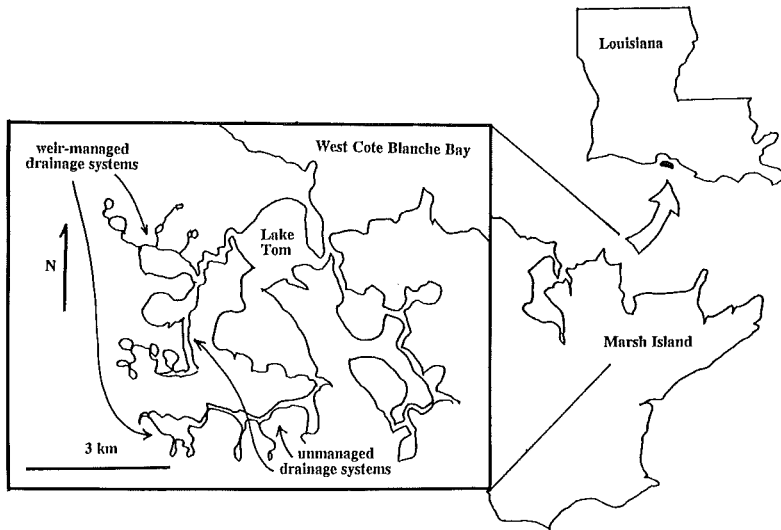 Louisiana
weir-managed
drainage systems
West Cote Blanche Bay
Lake
Tom
N
Marsh Island
3 km
unmanaged
drainage systems